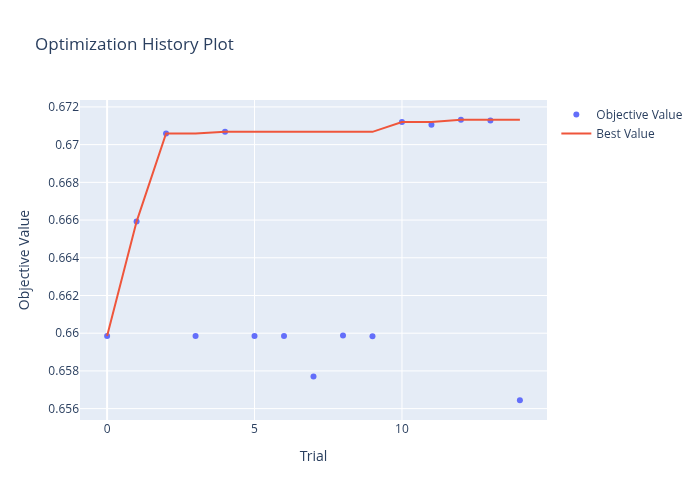 Optimization History Plot
Objective Value
Best Value
0.672
0.67
0.668
0.666
0.664
0.662
0.66
0.658
0.656
Objective Value
0
5
10
Trial